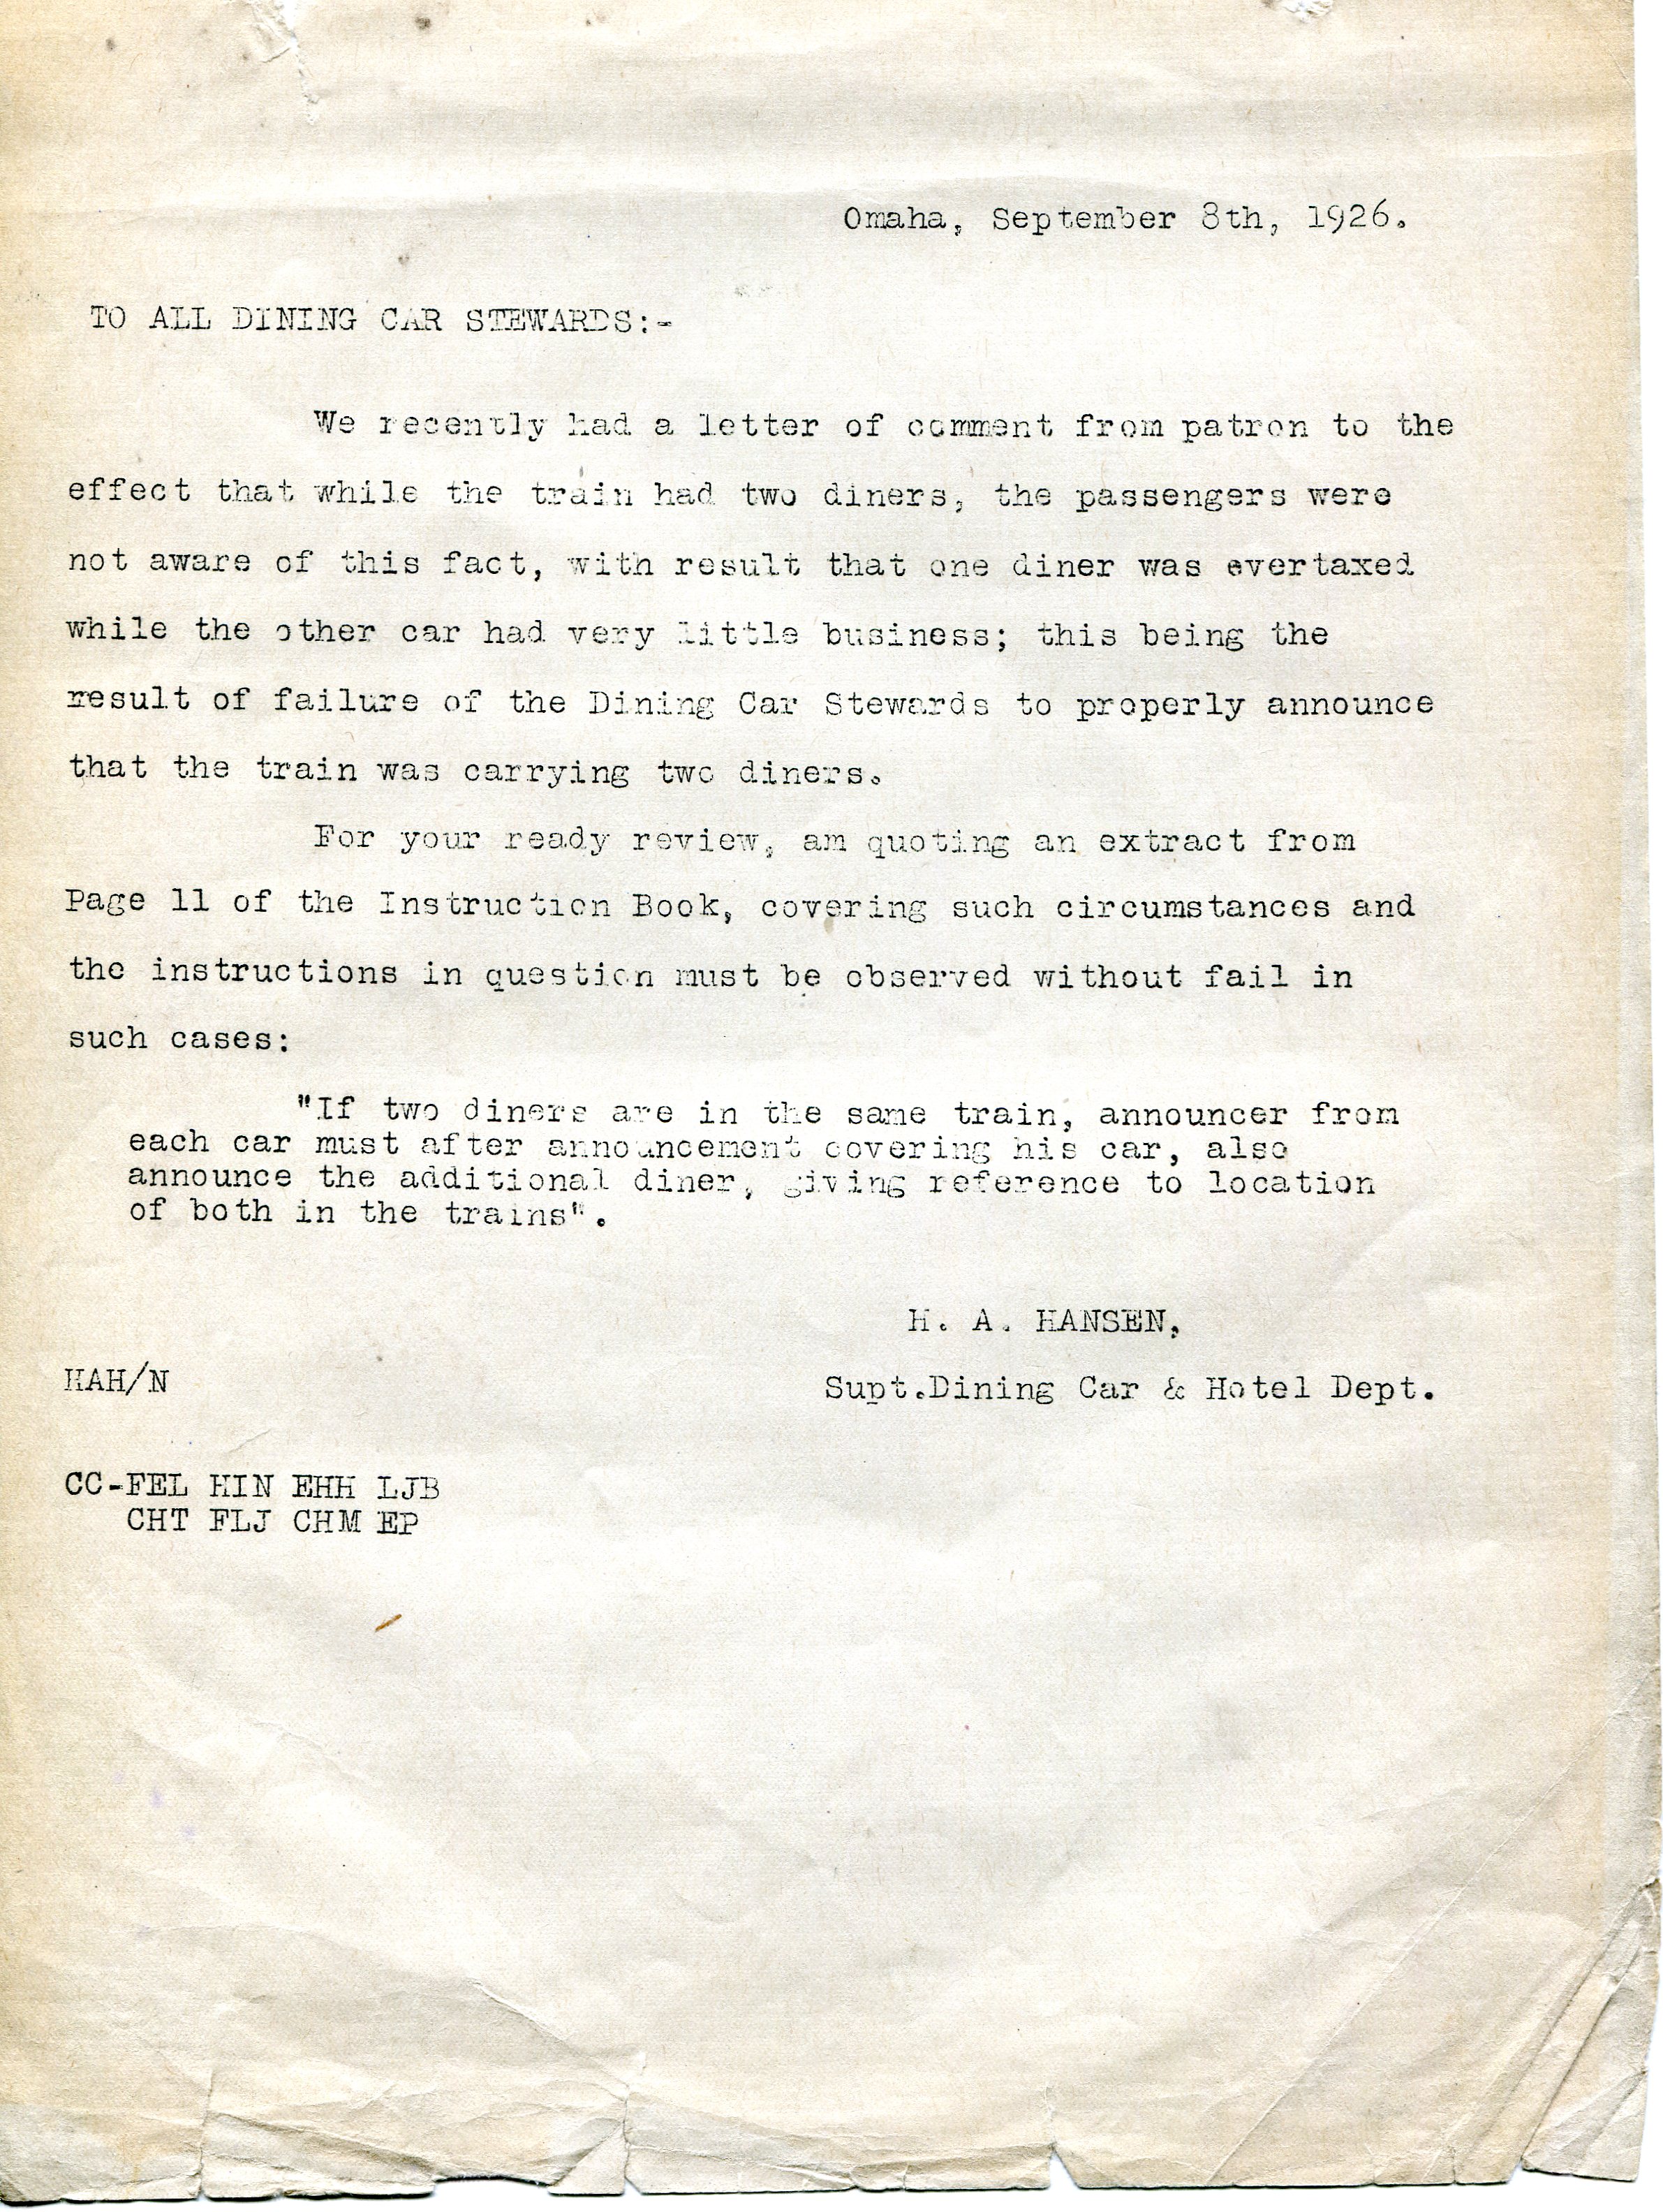 Omaha, September 8th, 1926.
TO ALL DINING CAR STEWARDS:-
We recently had a letter of comment from patron to the
effect that while the train had two diners, the passengers were
not aware of this fact, with result that one diner was overtaxed
while the other car had very little business; this being the
result of failure of the Dining Car Stewards to properly announce
that the train was carrying two diners.
For your ready review, am quoting an extract from
Page 11 of the Instruction Book, covering such circumstances and
the instructions in question must be observed without fail in
such cases:
"If two diners are in the same train, announcer from
each car must after announcement covering his car, also
announce the additional diner, giving reference to location
of both in the trains".
H. A. HANSEN,
HAH/N
Supt.Dining Car & Hotel Dept.
CC-FEL HIN EHH LJB
CHT FLJ CHM EP